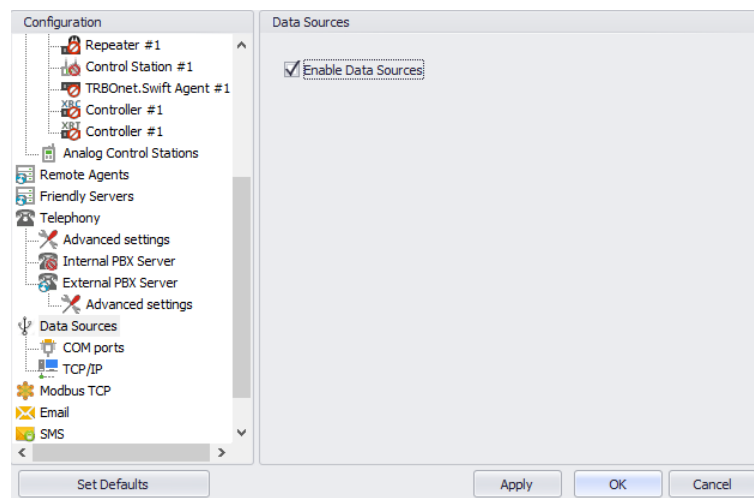 Configuration
Repeater #1
Control Station #1
TRBOnet.Swift Agent #1
XRC
Controller #1
XRT
Controller #1
Analog Control Stations
Remote Agents
Friendly Servers
Telephony
Advanced settings
Internal PBX Server
External PBX Server
Advanced settings
Data Sources
COM ports
TCP/IP
Modbus TCP
Email
SMS
Set Defaults
Data Sources
Enable Data Sources
Apply
OK
Cancel